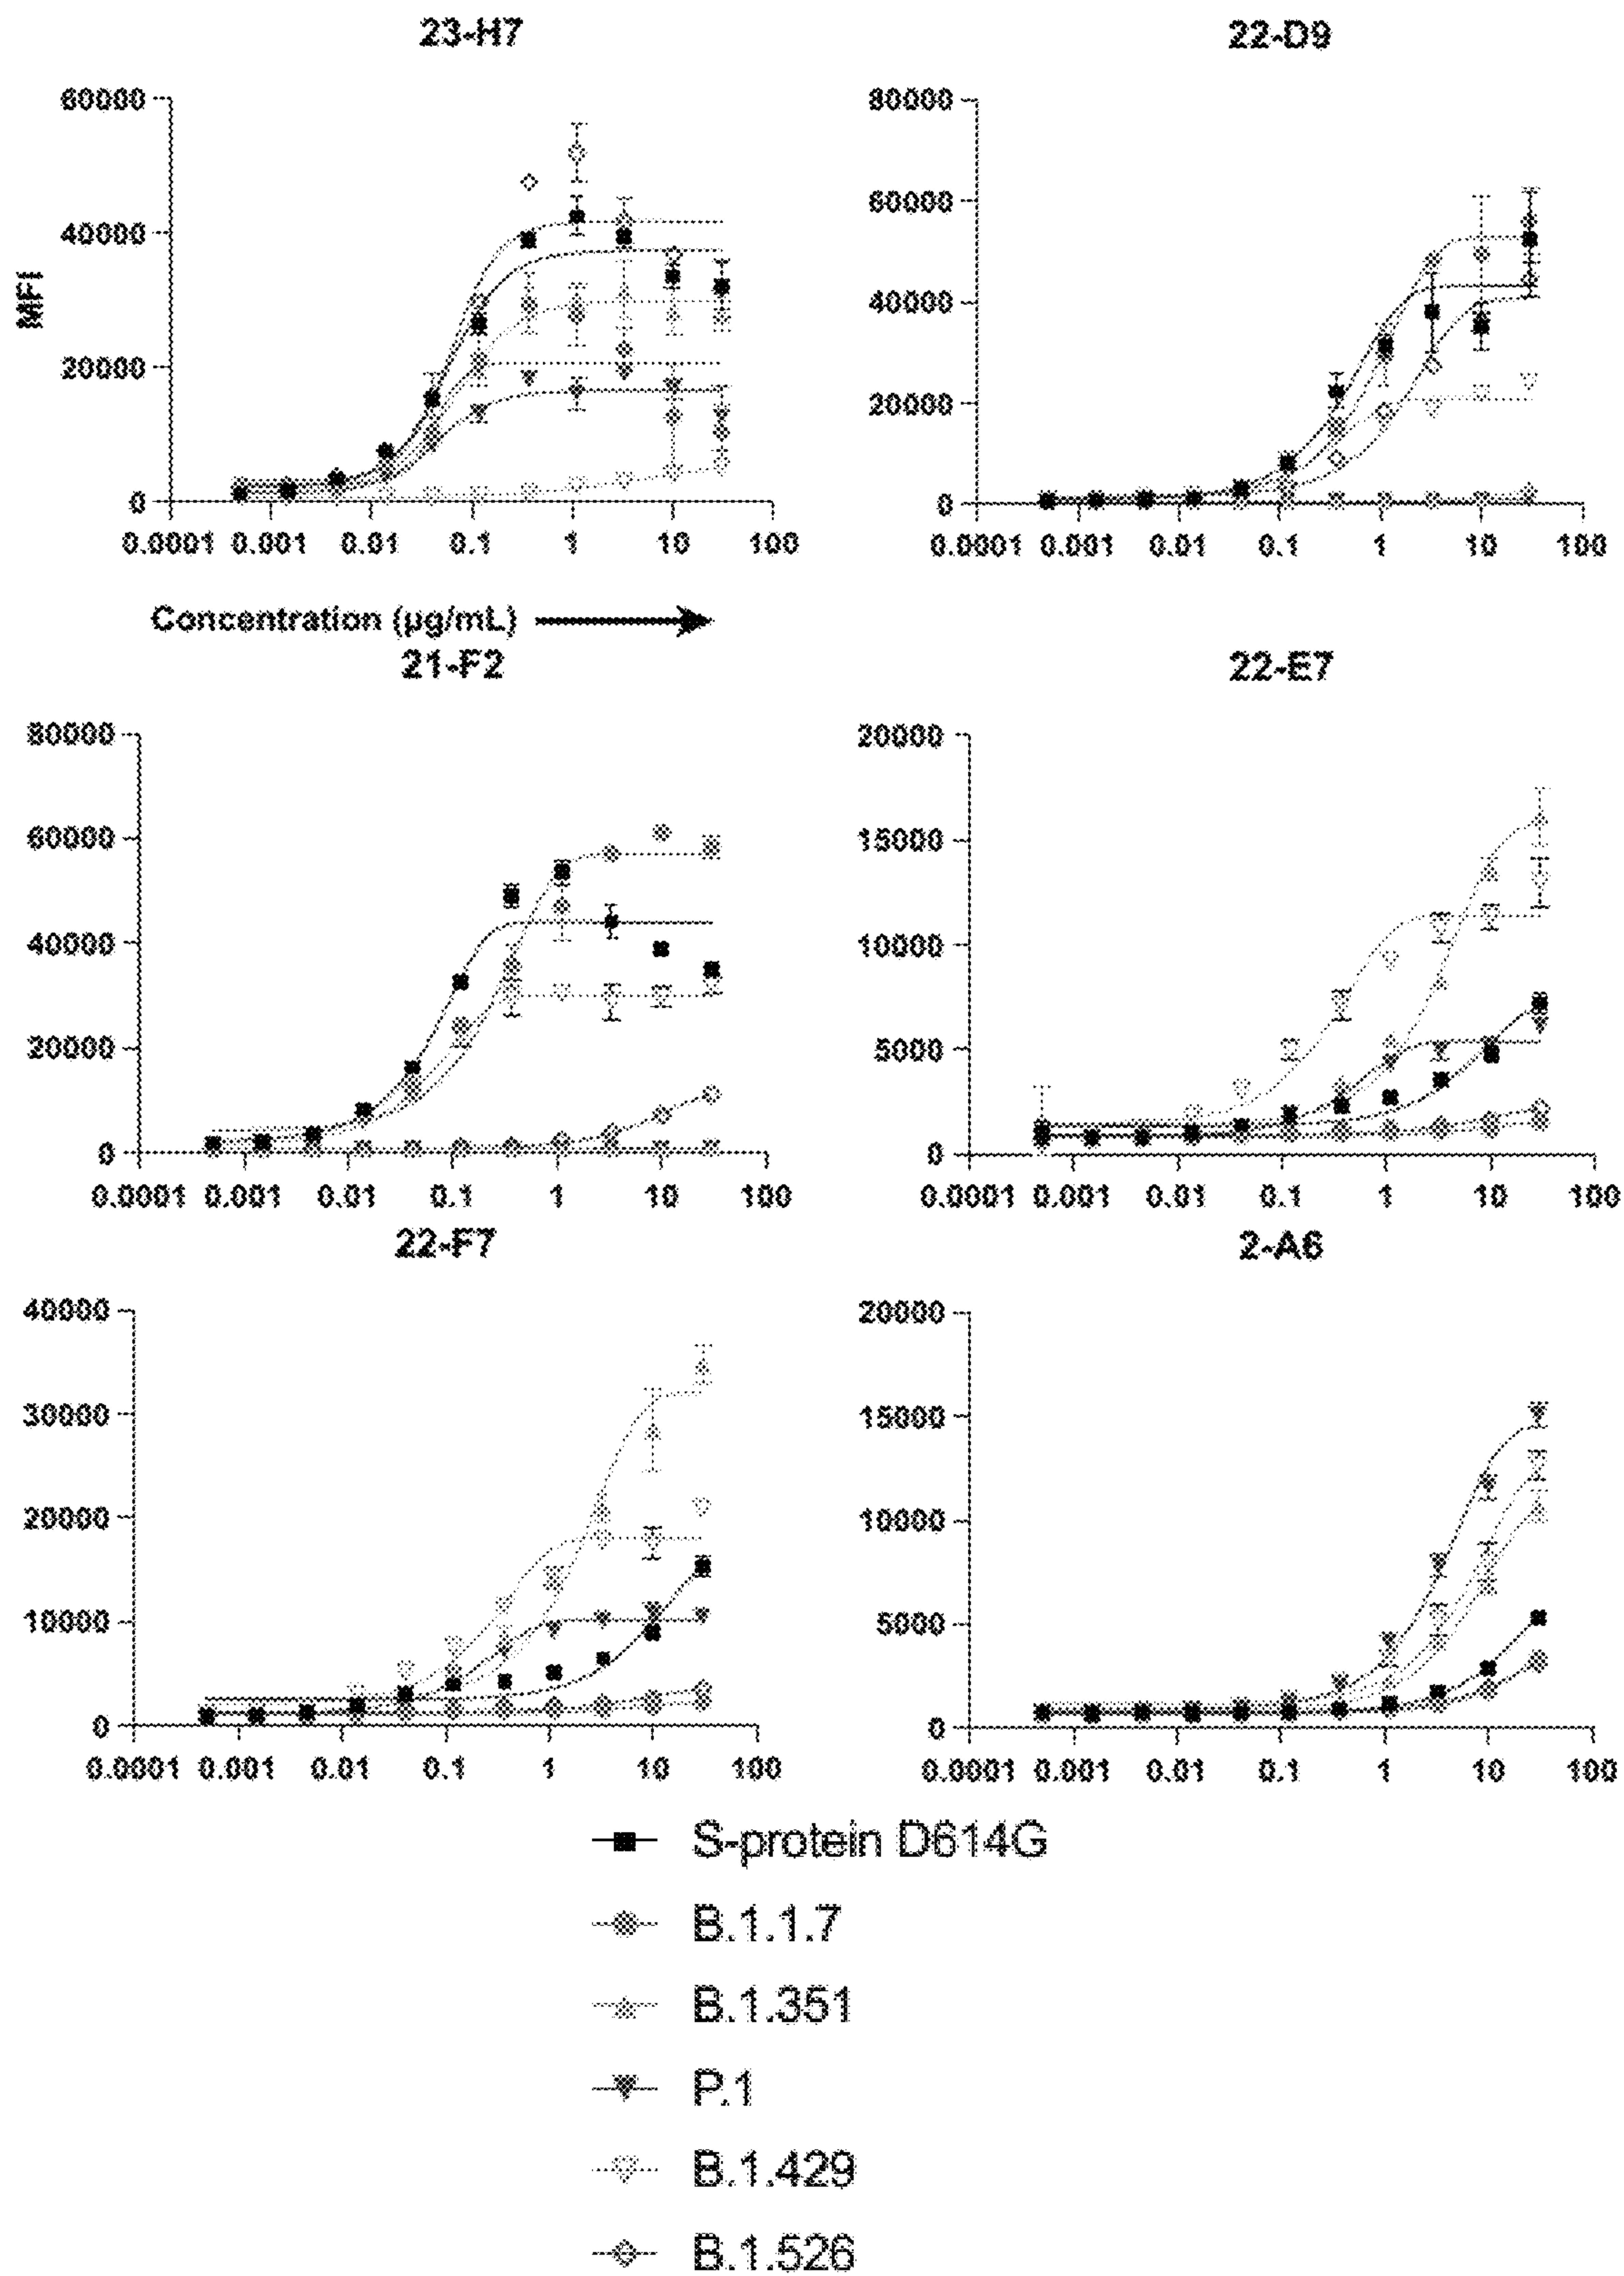 23-H7
22-D9
60000
40000
20000
0
MFI
0.0001 0.001 0.01 0.1 1 10 100
80000
60000
40000
20000
0
0.0001 0.001 0.01 0.1 1 10 100
Concentration (µg/mL)
21-F2
22-E7
80000
60000
40000
20000
0
0.0001 0.001 0.01 0.1 1 10 100
20000
15000
10000
5000
0
0.0001 0.001 0.01 0.1 1 10 100
22-F7
2-A6
40000
30000
20000
10000
0
0.0001 0.001 0.01 0.1 1 10 100
20000
15000
10000
5000
0
0.0001 0.001 0.01 0.1 1 10 100
S-protein D614G
B.1.1.7
B.1.351
P.1
B.1.429
B.1.526